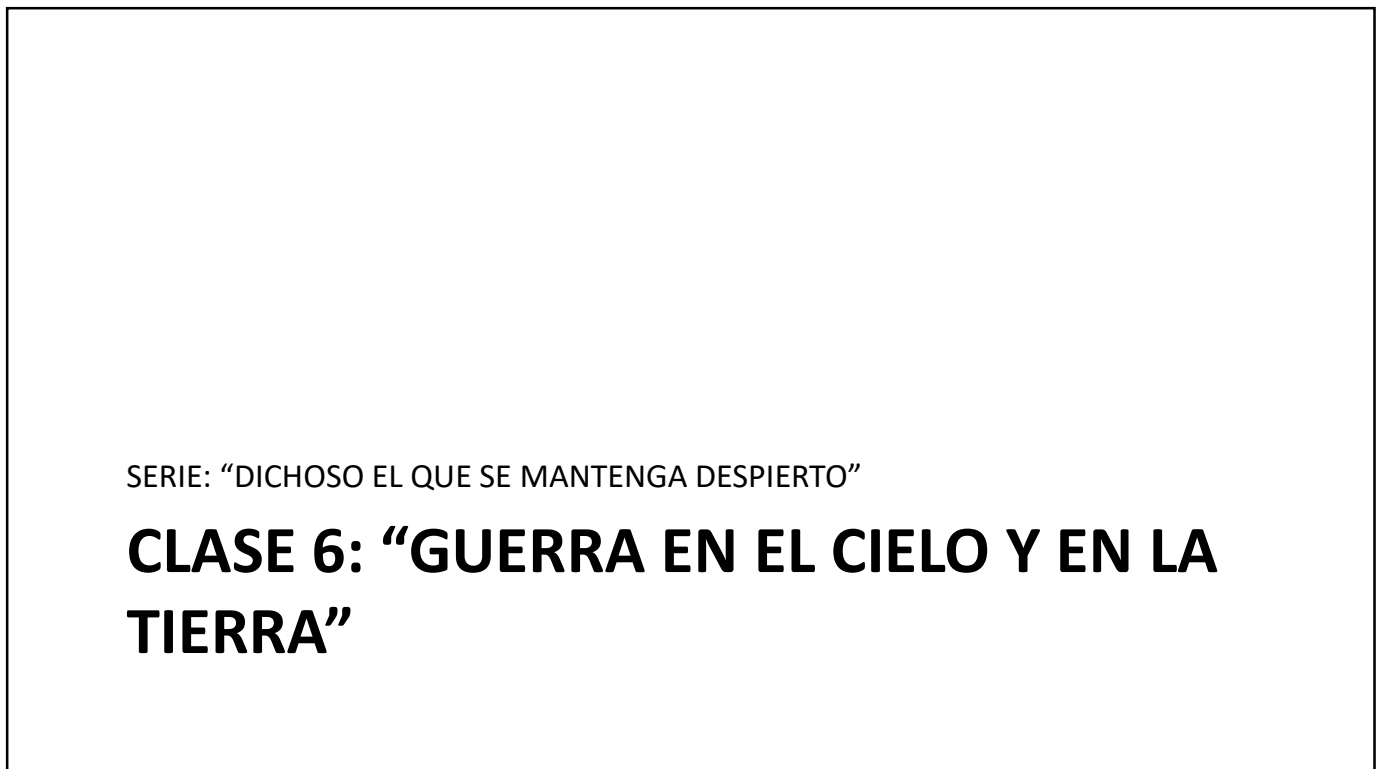 SERIE: “DICHOSO EL QUE SE MANTENGA DESPIERTO”
CLASE 6: “GUERRA EN EL CIELO Y EN LA
TIERRA”